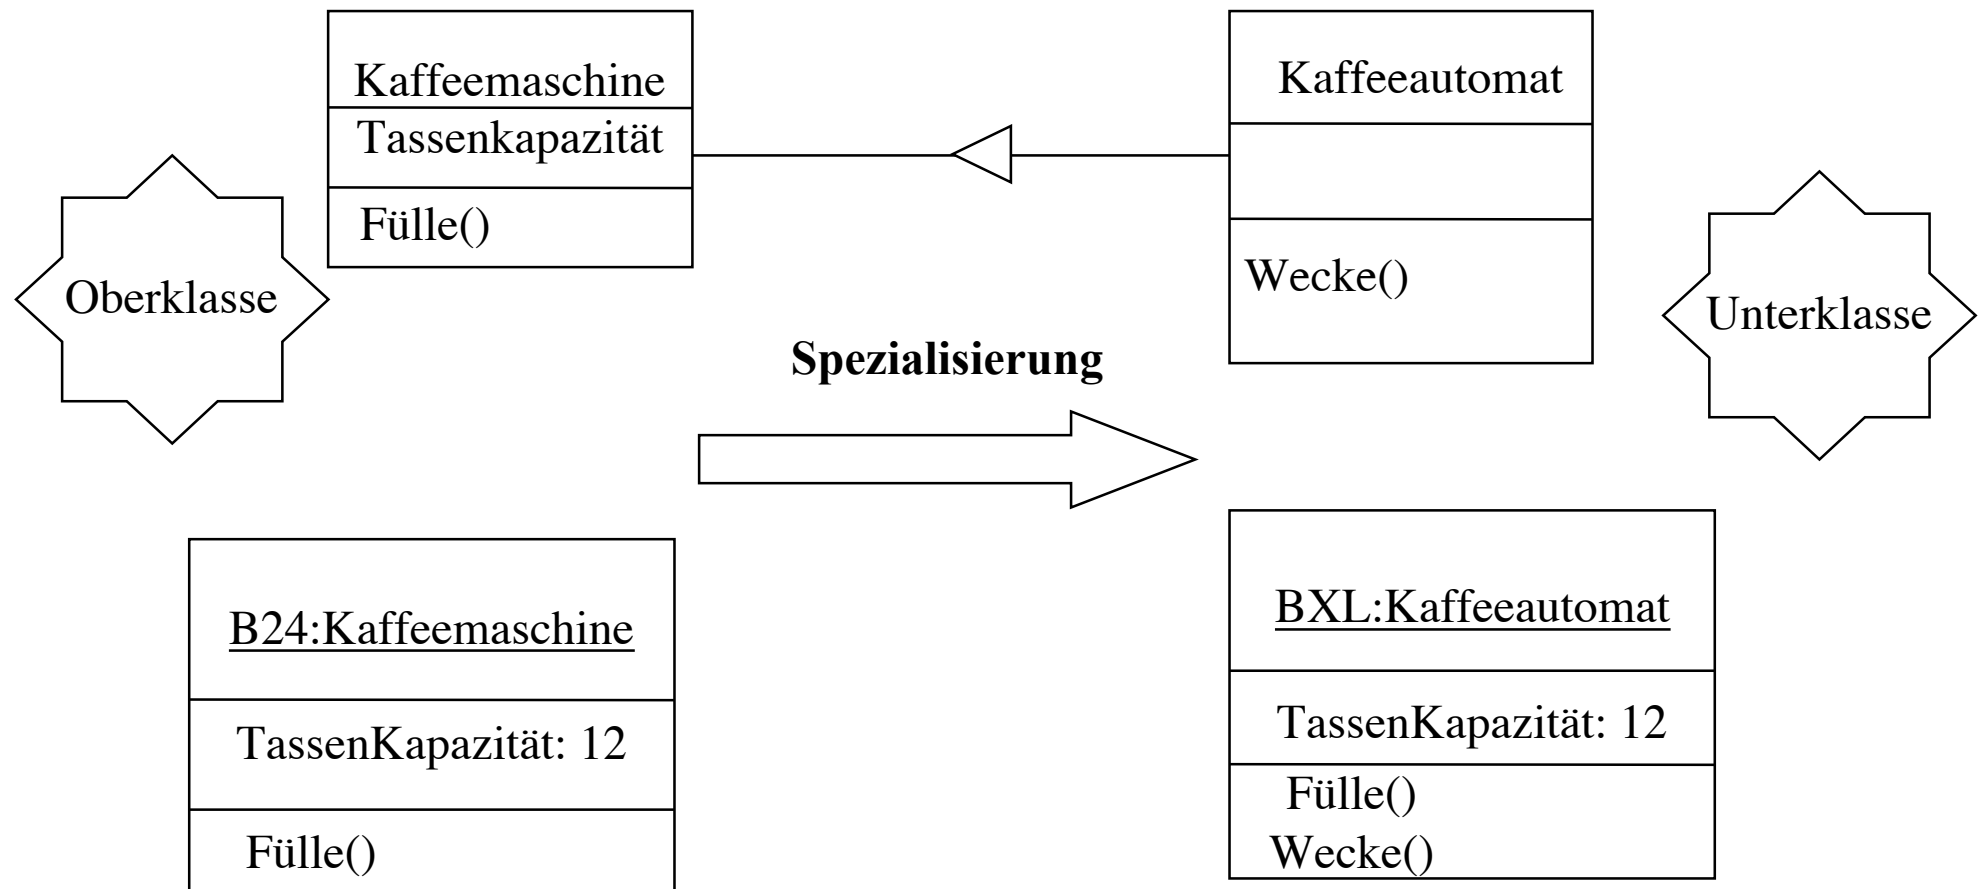 Kaffeemaschine
Tassenkapazität
Fülle()
Kaffeeautomat
Wecke()
Oberklasse
Unterklasse
Spezialisierung
B24:Kaffeemaschine
TassenKapazität: 12
Fülle()
BXL:Kaffeeautomat
TassenKapazität: 12
Fülle()
Wecke()